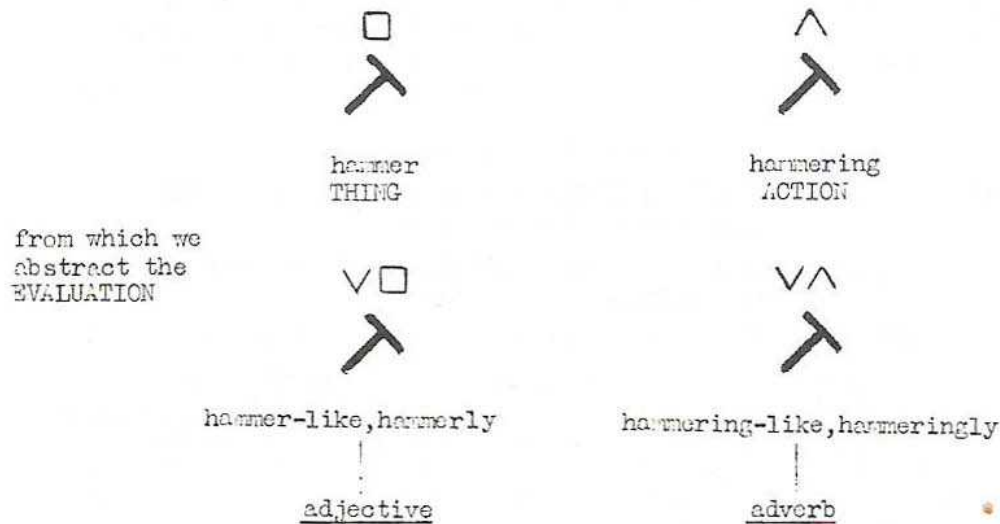 hammer
THING
hammering
ACTION
from which we
abstract the
EVALUATION
hammer-like,hammerly
hammering-like,hammeringly
adjective
adverb